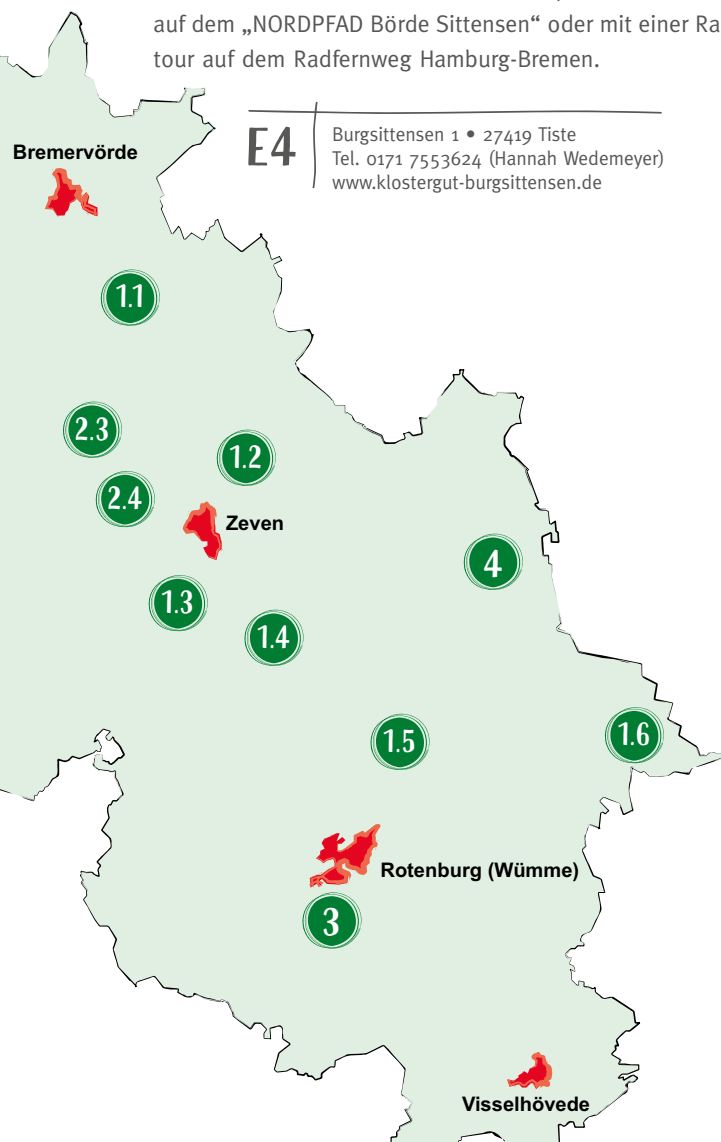 auf dem „NORDPFAD Börde Sittensen“ oder mit einer Ra
tour auf dem Radfernweg Hamburg-Bremen.
E4
Burgsittensen 1 • 27419 Tiste
Tel. 0171 7553624 (Hannah Wedemeyer)
www.klostergut-burgsittensen.de
Bremervörde
1.1
2.3
1.2
2.4
Zeven
4
1.3
1.4
1.5
1.6
Rotenburg (Wümme)
3
Visselhövede